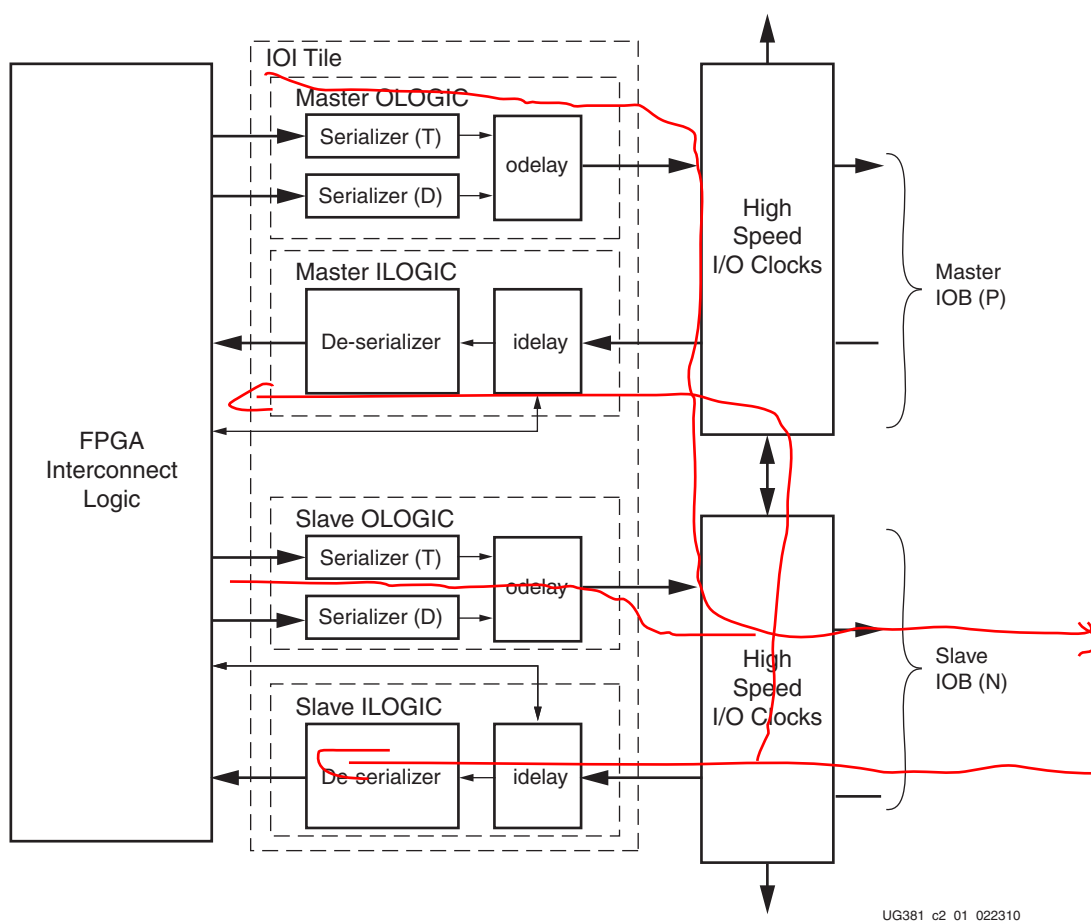 IOI Tile
Master OLOGIC
Serializer (T)
Serializer (D)
odelay
Master ILOGIC
De-serializer
idelay
High
Speed
I/O Clocks
Master
IOB (P)
FPGA
Interconnect
Logic
Slave OLOGIC
Serializer (T)
Serializer (D)
odelay
Slave ILOGIC
De-serializer
idelay
High
Speed
I/O Clocks
Slave
IOB (N)
UG381_c2_01_022310